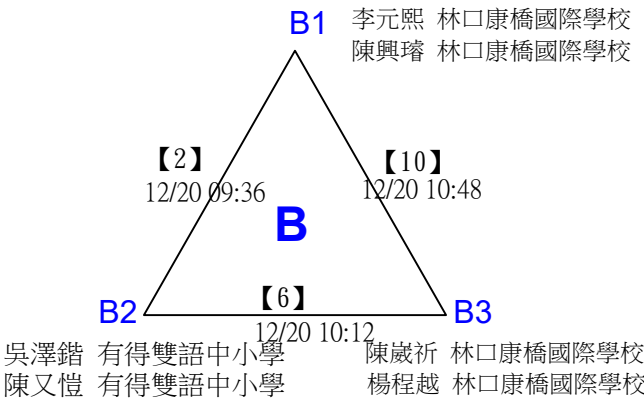 B1
李元熙 林口康橋國際學校
陳興璿 林口康橋國際學校
【2】
12/20 09:36
【10】
12/20 10:48
B
B2
【6】
12/20 10:12
B3
吳澤鍇 有得雙語中小學
陳又愷 有得雙語中小學
陳崴祈 林口康橋國際學校
楊程越 林口康橋國際學校